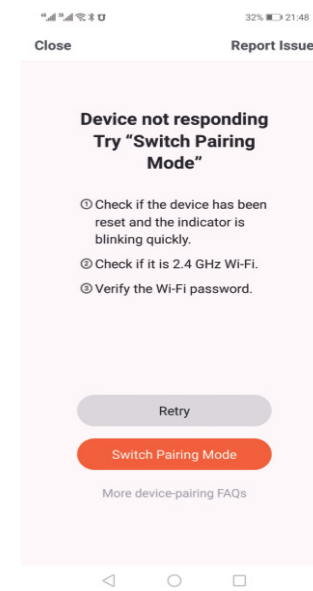 32% 21:48
Close Report Issue
Device not responding
Try “Switch Pairing
Mode”
① Check if the device has been
reset and the indicator is
blinking quickly.
② Check if it is 2.4 GHz Wi-Fi.
③ Verify the Wi-Fi password.
Retry
Switch Pairing Mode
More device-pairing FAQs